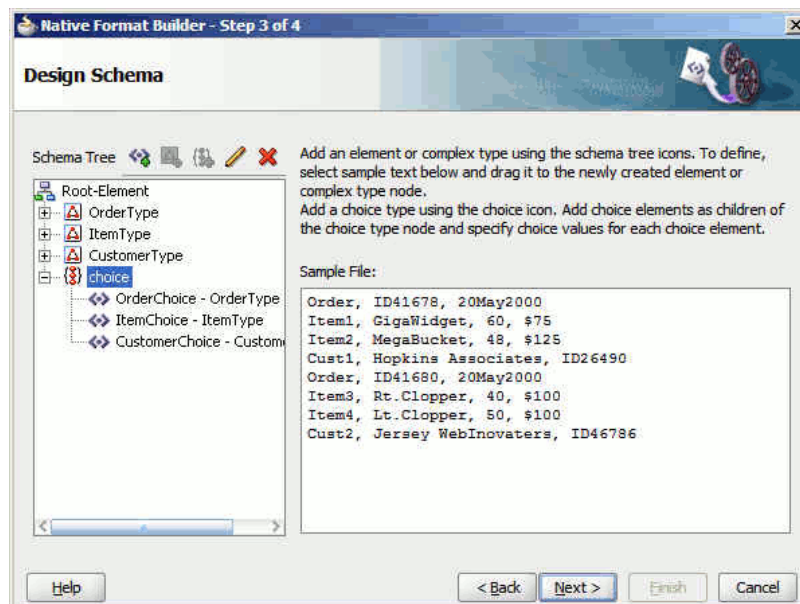 Native Format Builder - Step 3 of 4
Design Schema
Schema Tree
Root-Element
OrderType
ItemType
CustomerType
choice
OrderChoice - OrderType
ItemChoice - ItemType
CustomerChoice - Custom
Add an element or complex type using the schema tree icons. To define,
select sample text below and drag it to the newly created element or
complex type node.
Add a choice type using the choice icon. Add choice elements as children of
the choice type node and specify choice values for each choice element.
Sample File:
Order, ID41678, 20May2000
Item1, GigaWidget, 60, $75
Item2, MegaBucket, 48, $125
Cust1, Hopkins Associates, ID26490
Order, ID41680, 20May2000
Item3, Rt.Clopper, 40, $100
Item4, Lt.Clopper, 50, $100
Cust2, Jersey WebInovaters, ID46786
Help
< Back
Next >
Finish
Cancel